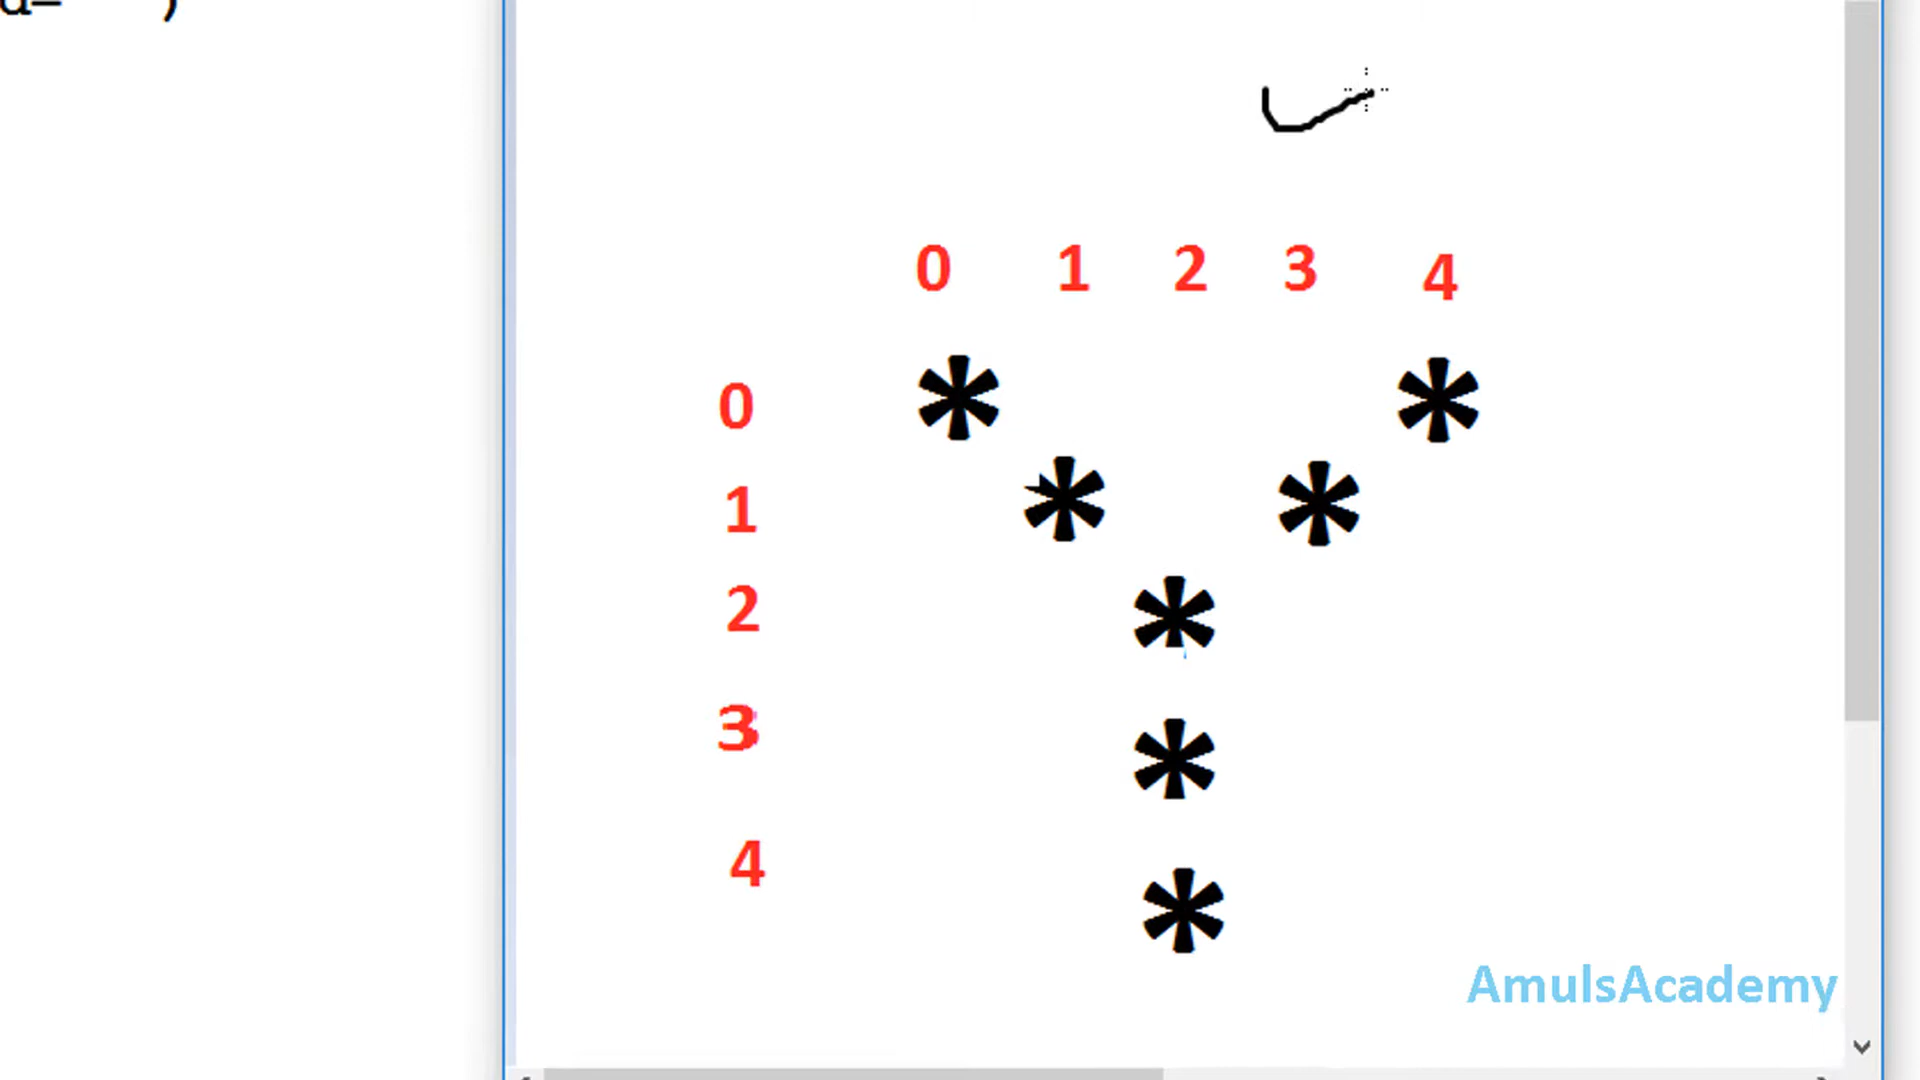 d=    )
0 1 2 3 4
0 * *
1 * *
2 *
3 *
4 *
AmulsAcademy